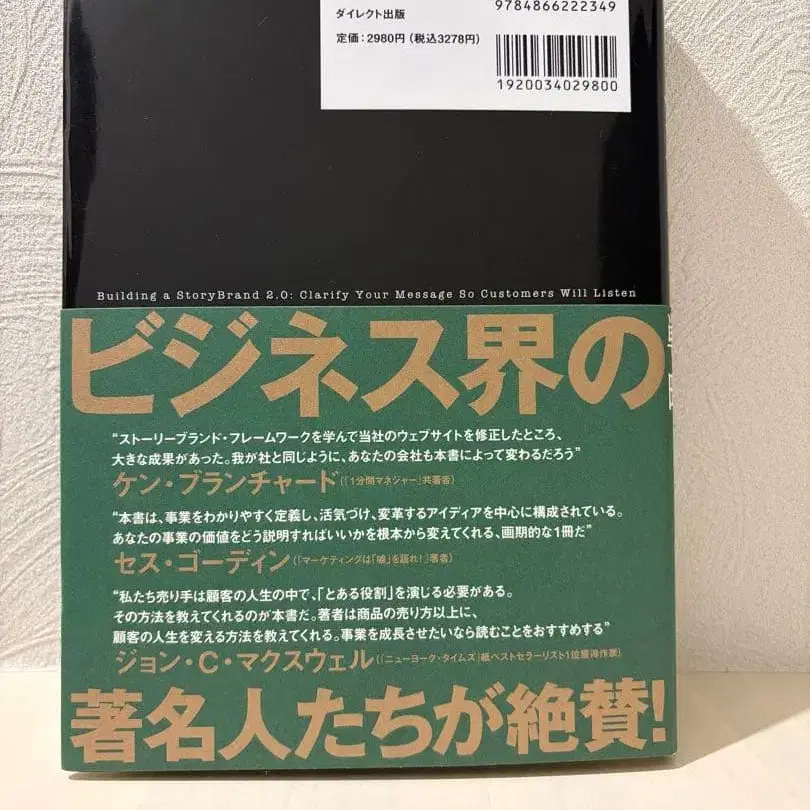 9784866222349
ダイレクト出版
定価：2980円（税込3278円）
1920034029800
Building a StoryBrand 2.0: Clarify Your Message So Customers Will Listen
ビジネス界の
“ストーリーブランド・フレームワークを学んで当社のウェブサイトを修正したところ、
大きな成果があった。我が社と同じように、あなたの会社も本書によって変わるだろう”
ケン・ブランチャード（『1分間マネジャー』共著者）
“本書は、事業をわかりやすく定義し、活気づけ、変革するアイディアを中心に構成されている。
あなたの事業の価値をどう説明すればいいかを根本から変えてくれる、画期的な1冊だ”
セス・ゴーディン（『マーケティングは「嘘」を語れ！』著者）
“私たち売り手は顧客の人生の中で、「とある役割」を演じる必要がある。
その方法を教えてくれるのが本書だ。著者は商品の売り方以上に、
顧客の人生を変える方法を教えてくれる。事業を成長させたいなら読むことをおすすめする”
ジョン・C・マクスウェル（『ニューヨーク・タイムズ』紙ベストセラーリスト1位獲得作家）
著名人たちが絶賛！